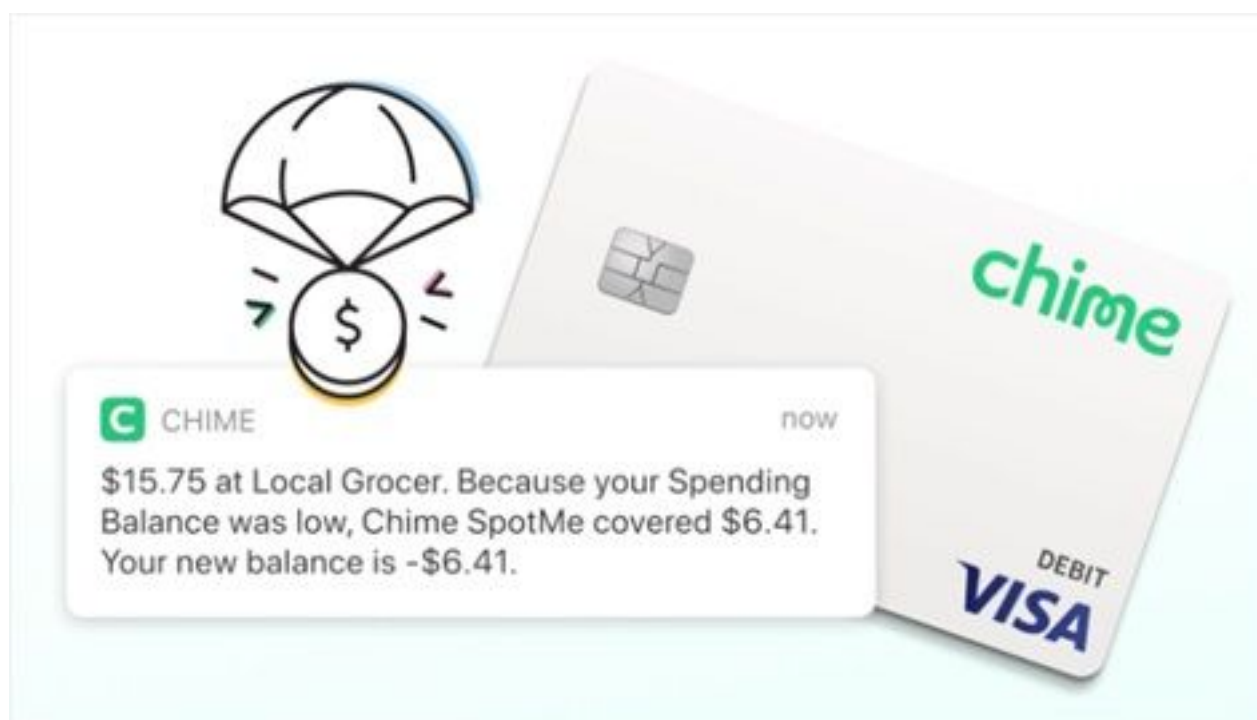 $
chime
C CHIME now
$15.75 at Local Grocer. Because your Spending
Balance was low, Chime SpotMe covered $6.41.
Your new balance is -$6.41.
DEBIT
VISA